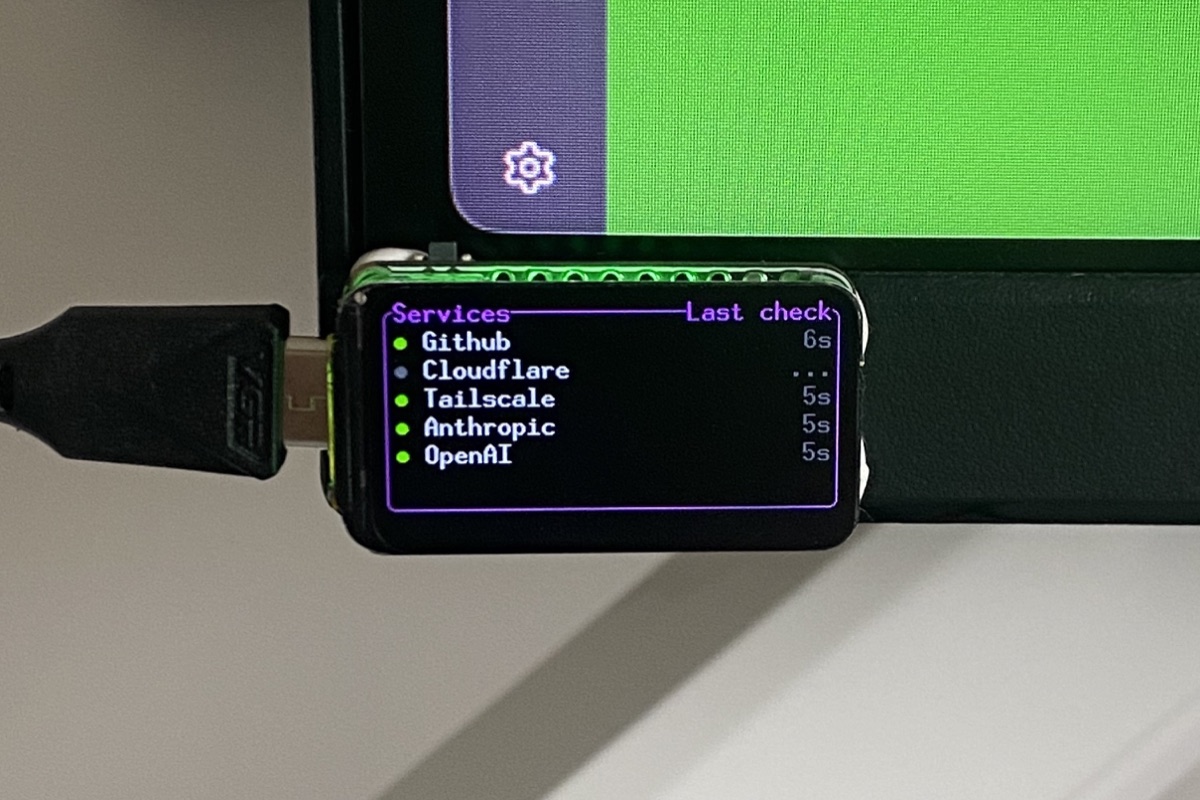 Services Last check
Github 6s
Cloudflare ...
Tailscale 5s
Anthropic 5s
OpenAI 5s